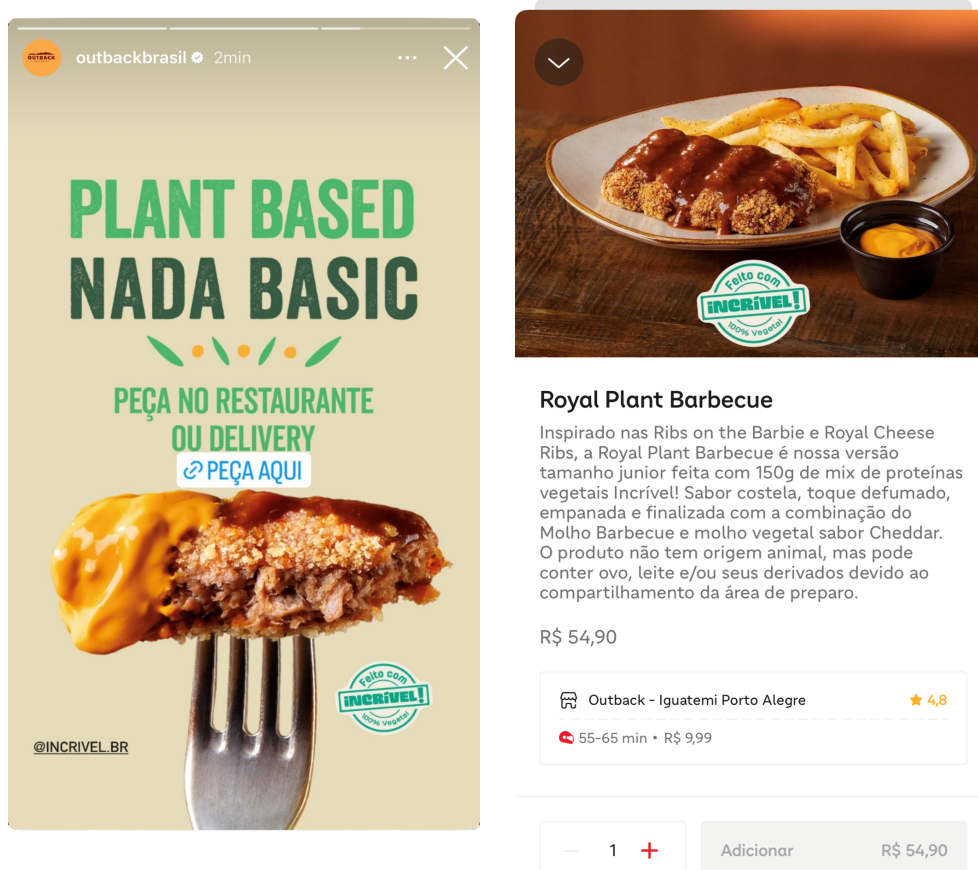 OUTBACK
outbackbrasil 2min
PLANT BASED
NADA BASIC
PEÇA NO RESTAURANTE
OU DELIVERY
PEÇA AQUI
Feito com
iNCRíVEL!
100% Vegetal
@INCRIVEL.BR
Feito com
iNCRíVEL!
100% Vegetal
Royal Plant Barbecue
Inspirado nas Ribs on the Barbie e Royal Cheese
Ribs, a Royal Plant Barbecue é nossa versão
tamanho junior feita com 150g de mix de proteínas
vegetais Incrível! Sabor costela, toque defumado,
empanada e finalizada com a combinação do
Molho Barbecue e molho vegetal sabor Cheddar.
O produto não tem origem animal, mas pode
conter ovo, leite e/ou seus derivados devido ao
compartilhamento da área de preparo.
R$ 54,90
Outback - Iguatemi Porto Alegre 4,8
55-65 min • R$ 9,99
1 Adicionar R$ 54,90